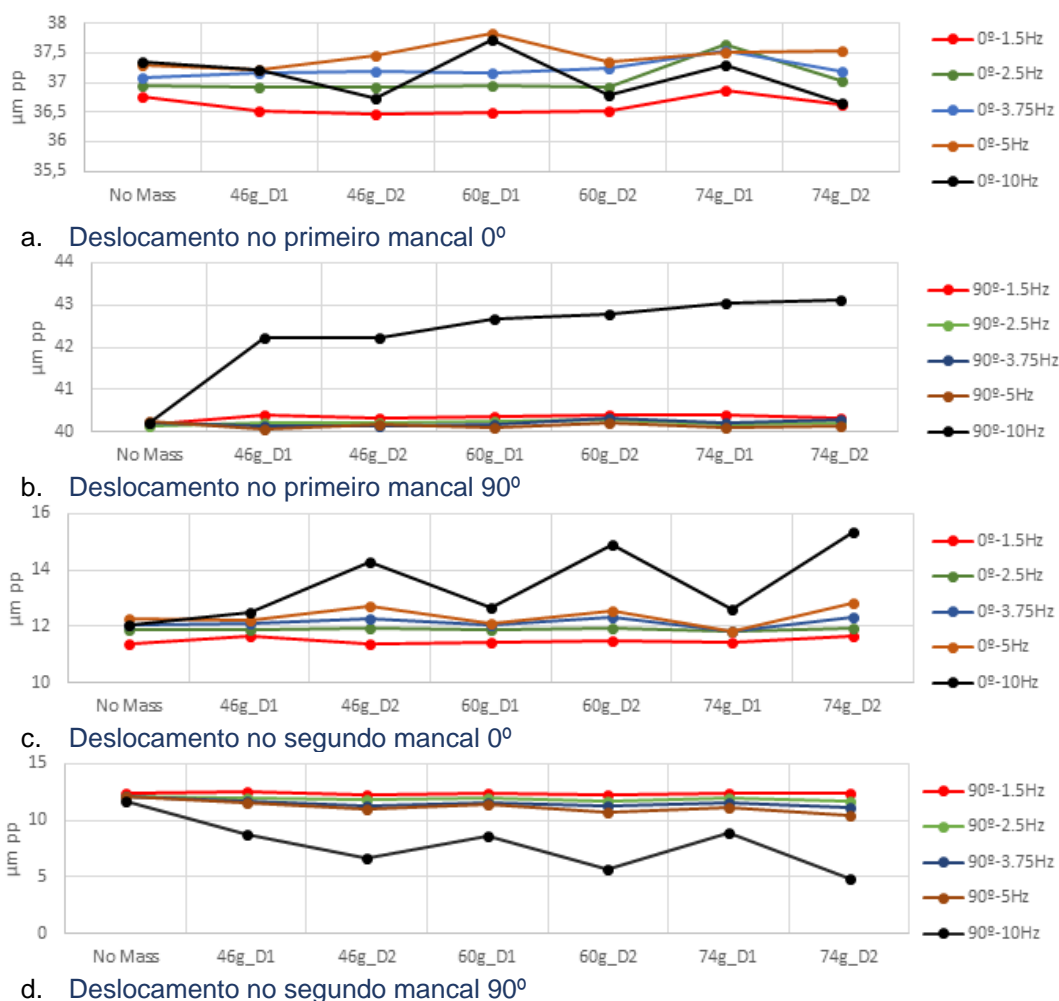 38
37,5
37
36,5
36
35,5
µm pp
No Mass 46g_D1 46g_D2 60g_D1 60g_D2 74g_D1 74g_D2
0º-1.5Hz
0º-2.5Hz
0º-3.75Hz
0º-5Hz
0º-10Hz
a. Deslocamento no primeiro mancal 0º
44
43
42
41
40
µm pp
No Mass 46g_D1 46g_D2 60g_D1 60g_D2 74g_D1 74g_D2
90º-1.5Hz
90º-2.5Hz
90º-3.75Hz
90º-5Hz
90º-10Hz
b. Deslocamento no primeiro mancal 90º
16
14
12
10
µm pp
No Mass 46g_D1 46g_D2 60g_D1 60g_D2 74g_D1 74g_D2
0º-1.5Hz
0º-2.5Hz
0º-3.75Hz
0º-5Hz
0º-10Hz
c. Deslocamento no segundo mancal 0º
15
10
5
0
µm pp
No Mass 46g_D1 46g_D2 60g_D1 60g_D2 74g_D1 74g_D2
90º-1.5Hz
90º-2.5Hz
90º-3.75Hz
90º-5Hz
90º-10Hz
d. Deslocamento no segundo mancal 90º